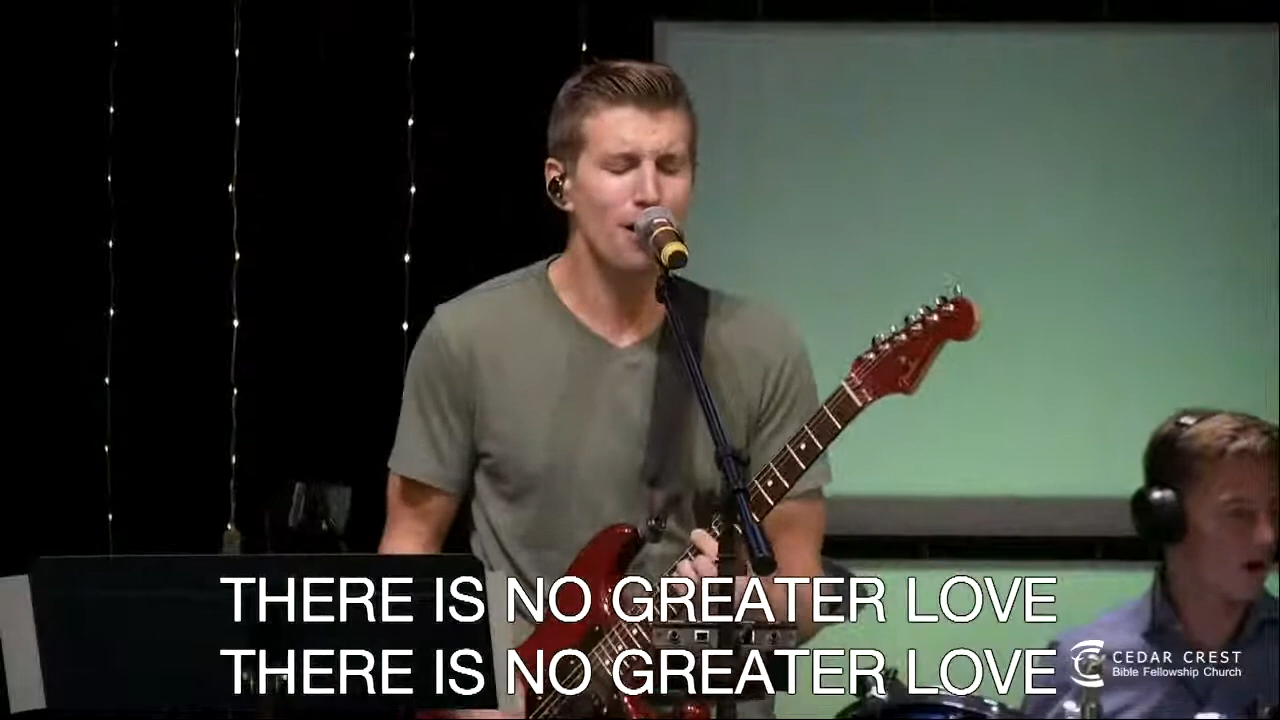 THERE IS NO GREATER LOVE
THERE IS NO GREATER LOVE
CEDAR CREST
Bible Fellowship Church